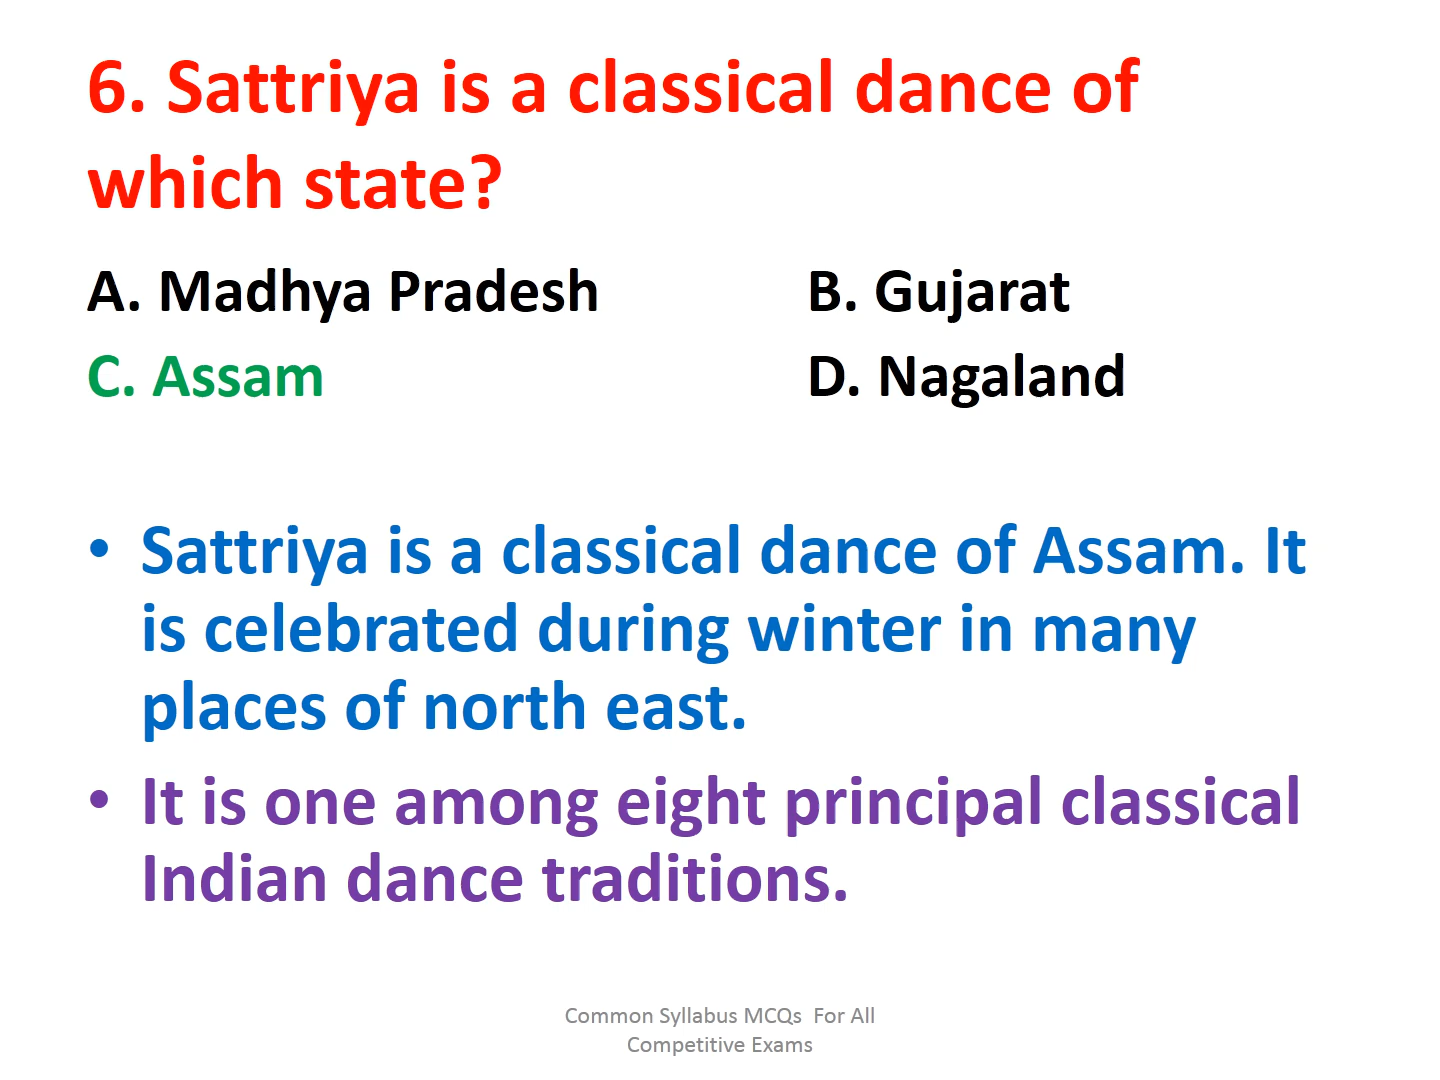 6. Sattriya is a classical dance of
which state?
A. Madhya Pradesh B. Gujarat
C. Assam D. Nagaland
• Sattriya is a classical dance of Assam. It
is celebrated during winter in many
places of north east.
• It is one among eight principal classical
Indian dance traditions.
Common Syllabus MCQs For All
Competitive Exams